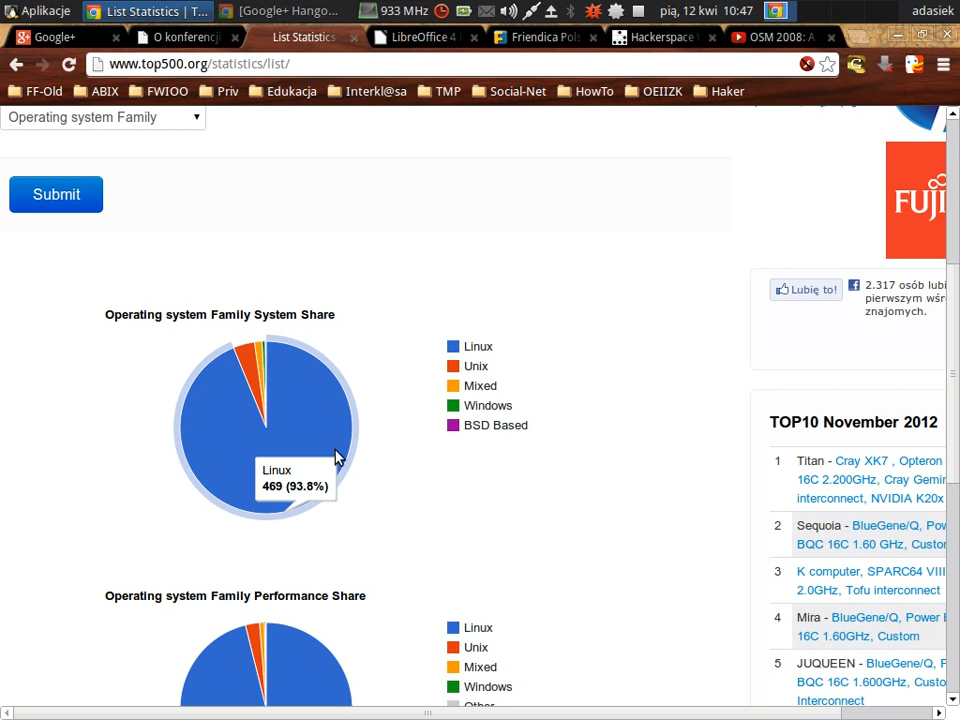 Aplikacje
List Statistics | T...
[Google+ Hango...
933 MHz
pią, 12 kwi 10:47
adasiek
Google+
O konferencji
List Statistics
LibreOffice 4
Friendica Pols
Hackerspace
OSM 2008: A
www.top500.org/statistics/list/
FF-Old
ABIX
FWIOO
Priv
Edukacja
Interkl@sa
TMP
Social-Net
HowTo
OEIIZK
Haker
Operating system Family
Submit
FUJI
Lubię to!
2.317 osób lubi
pierwszym wśr
znajomych.
Operating system Family System Share
Linux
Unix
Mixed
Windows
BSD Based
Linux
469 (93.8%)
TOP10 November 2012
1 Titan - Cray XK7 , Opteron
16C 2.200GHz, Cray Gemin
interconnect, NVIDIA K20x
2 Sequoia - BlueGene/Q, Pow
BQC 16C 1.60 GHz, Custom
3 K computer, SPARC64 VIII
2.0GHz, Tofu interconnect
4 Mira - BlueGene/Q, Power B
16C 1.60GHz, Custom
5 JUQUEEN - BlueGene/Q, P
BQC 16C 1.600GHz, Custo
Interconnect
Operating system Family Performance Share
Linux
Unix
Mixed
Windows
Other